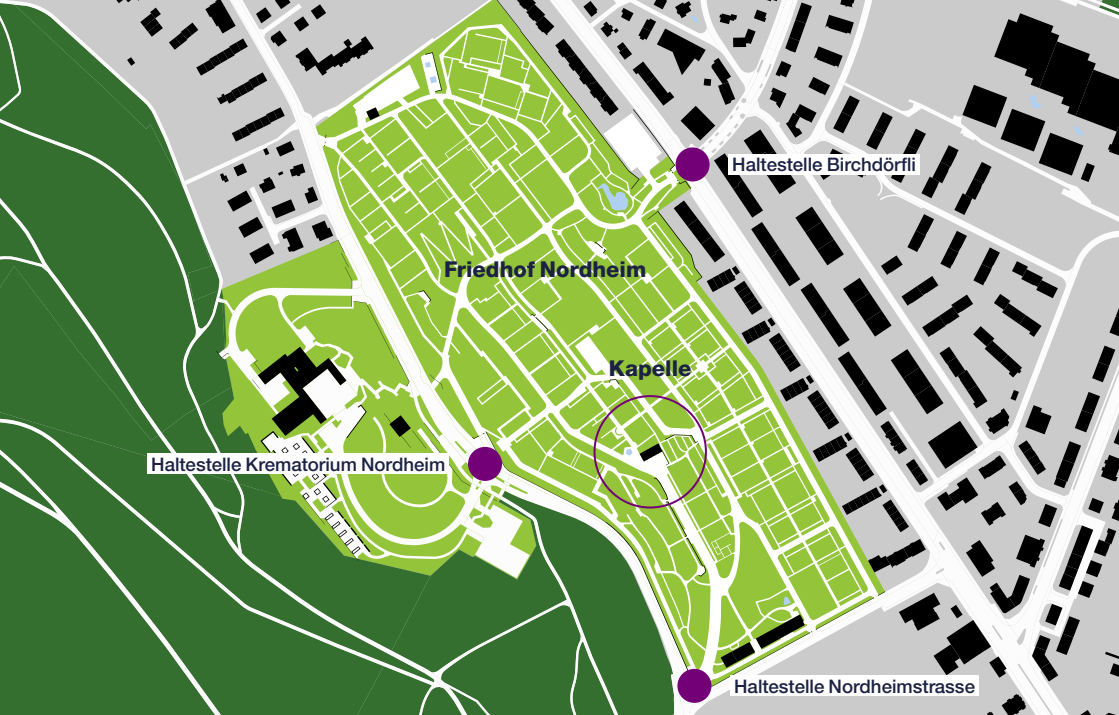 Haltestelle Birchdörfli
Friedhof Nordheim
Kapelle
Haltestelle Krematorium Nordheim
Haltestelle Nordheimstrasse